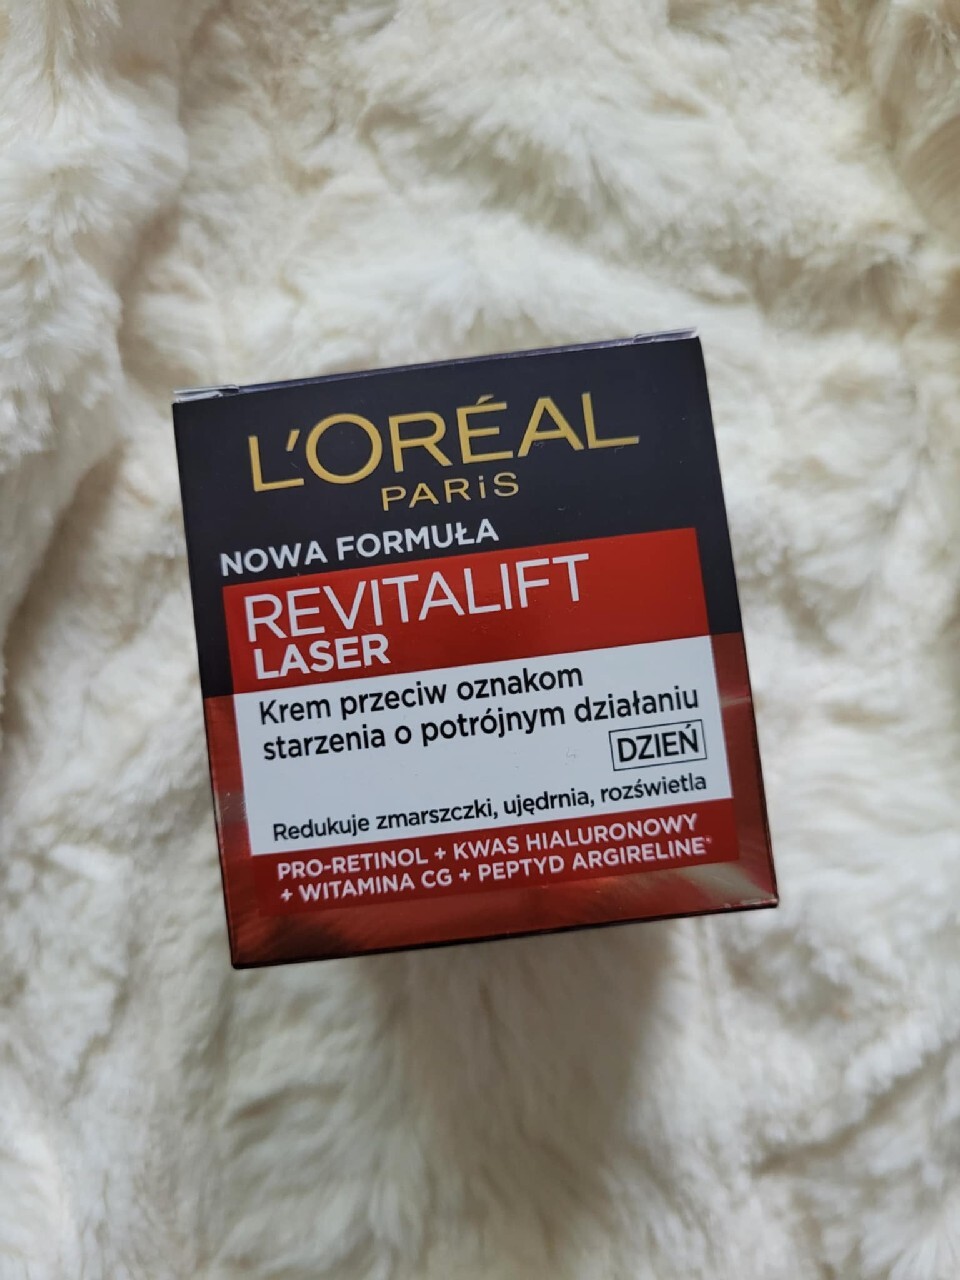 L'ORÉAL
PARiS
NOWA FORMUŁA
REVITALIFT
LASER
Krem przeciw oznakom
starzenia o potrójnym działaniu
DZIEŃ
Redukuje zmarszczki, ujędrnia, rozświetla
PRO-RETINOL + KWAS HIALURONOWY
+ WITAMINA CG + PEPTYD ARGIRELINE*